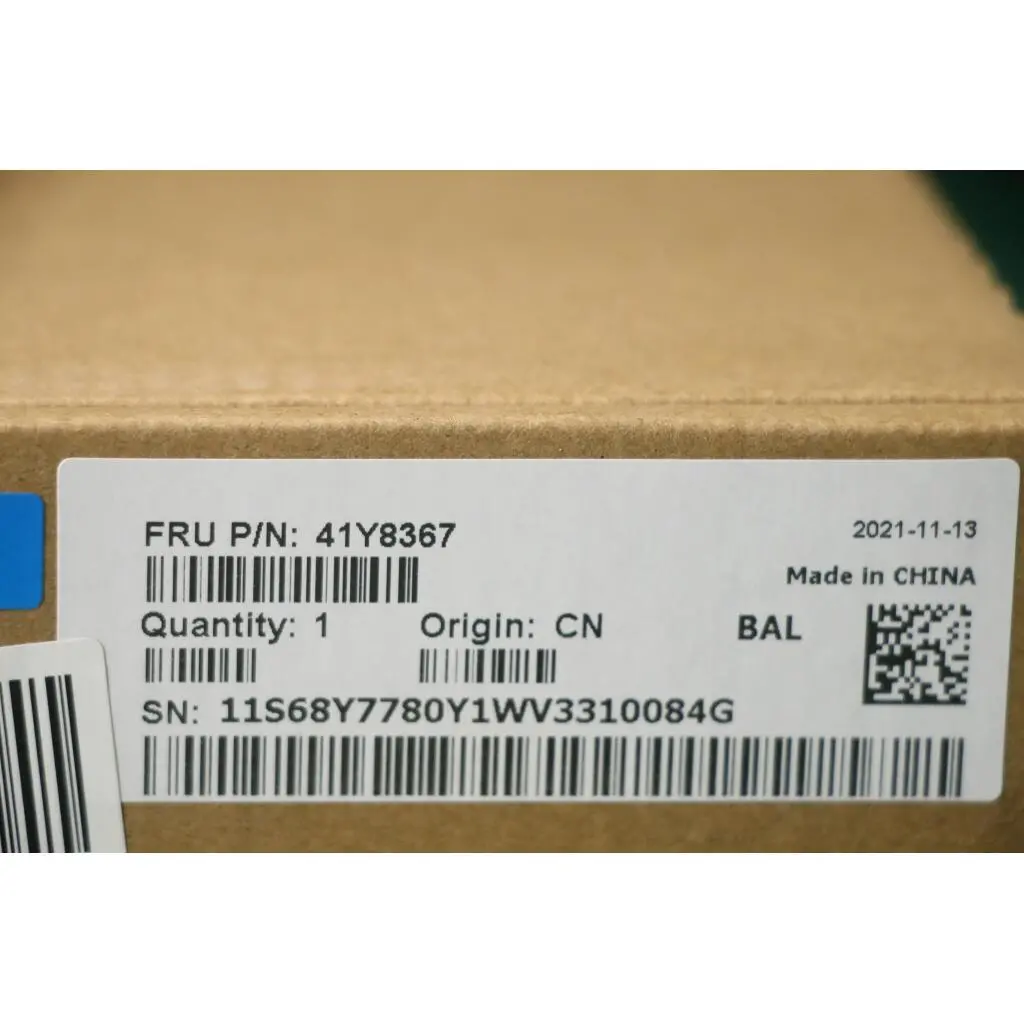 FRU P/N: 41Y8367
2021-11-13
Made in CHINA
Quantity: 1 Origin: CN BAL
SN: 11S68Y7780Y1WV3310084G